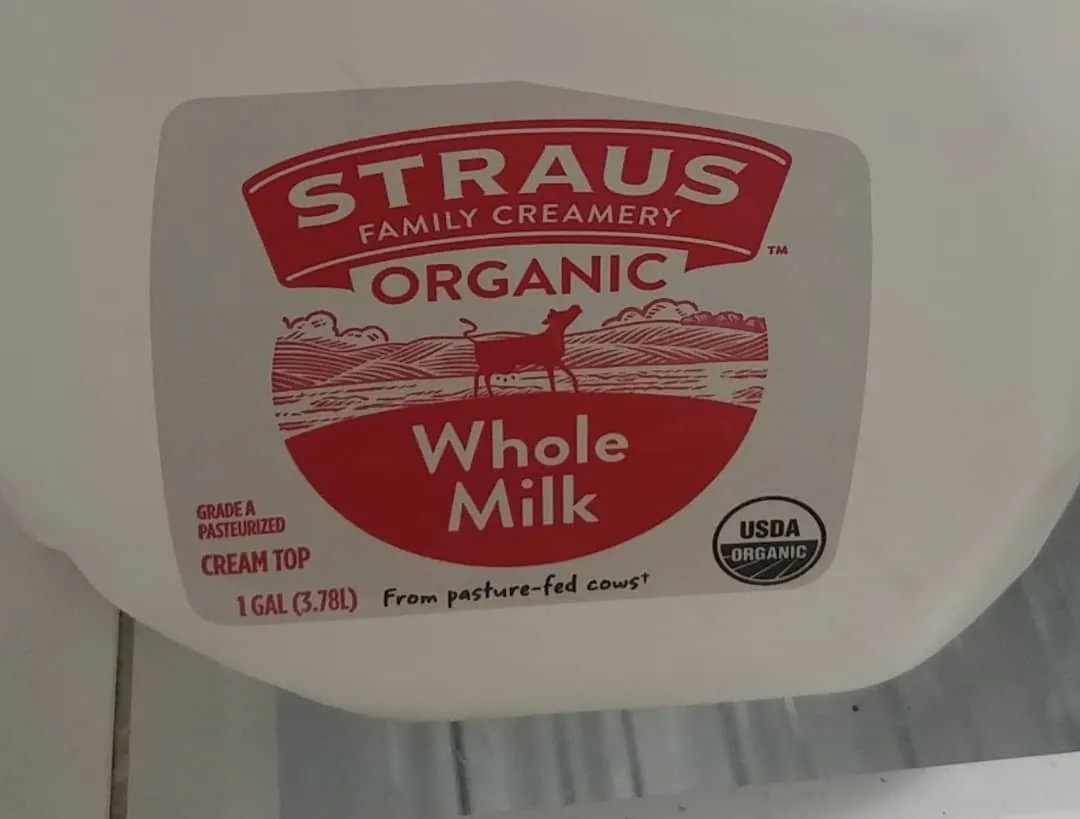 STRAUS
FAMILY CREAMERY
TM
ORGANIC
Whole
Milk
GRADE A
PASTEURIZED
CREAM TOP
1 GAL (3.78L)
From pasture-fed cows†
USDA
ORGANIC